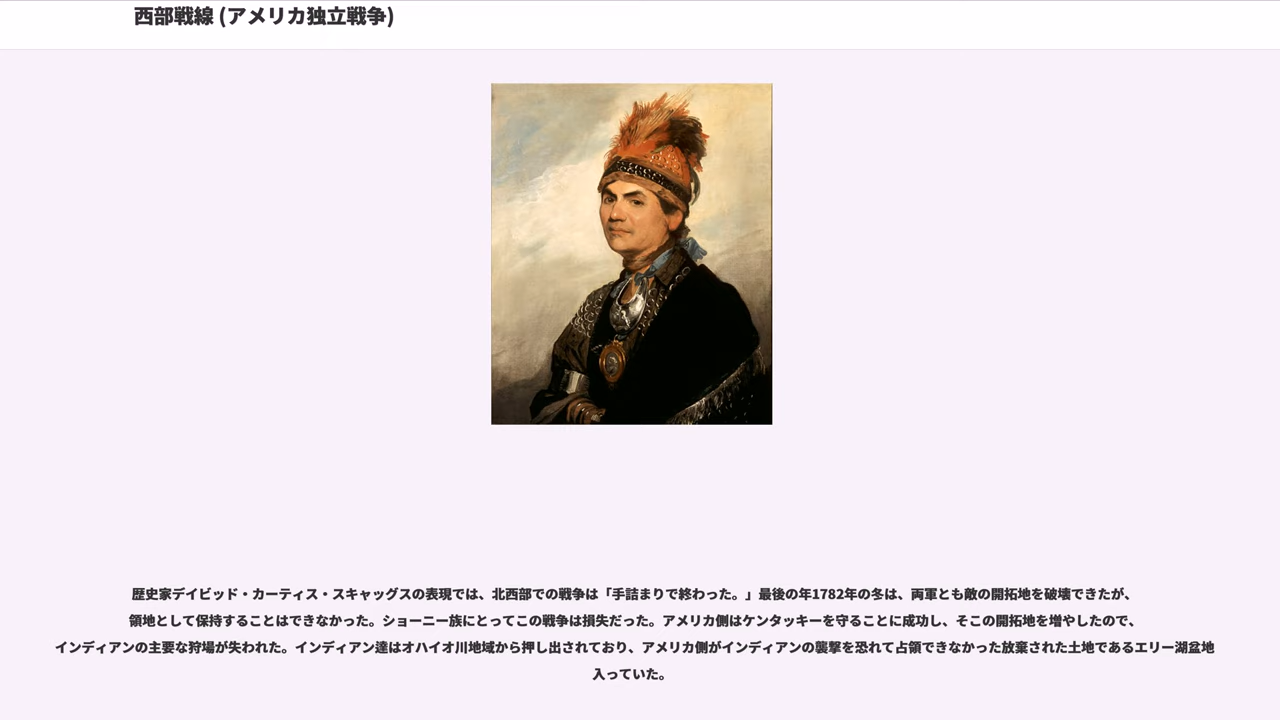 西部戦線 (アメリカ独立戦争)
歴史家デイビッド・カーティス・スキャッグスの表現では、北西部での戦争は「手詰まりで終わった。」最後の年1782年の冬は、両軍とも敵の開拓地を破壊できたが、
領地として保持することはできなかった。ショーニー族にとってこの戦争は損失だった。アメリカ側はケンタッキーを守ることに成功し、そこの開拓地を増やしたので、
インディアンの主要な狩場が失われた。インディアン達はオハイオ川地域から押し出されており、アメリカ側がインディアンの襲撃を恐れて占領できなかった放棄された土地であるエリー湖盆地
入っていた。